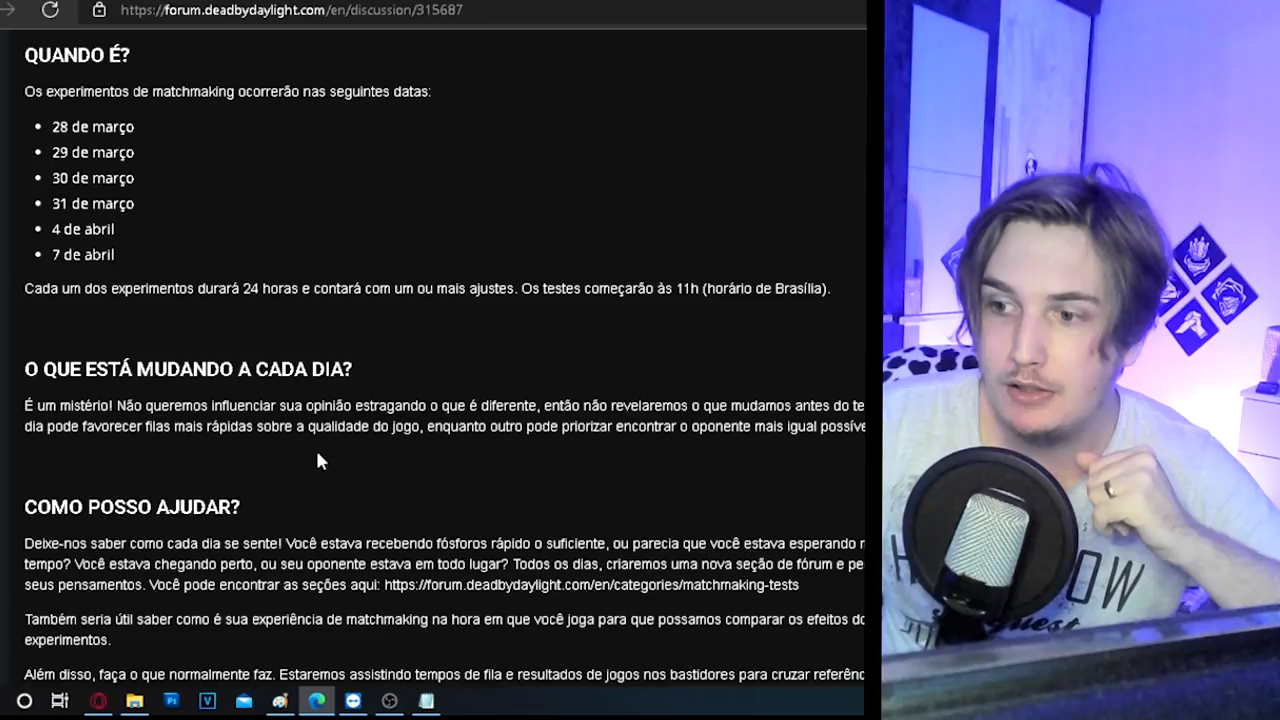 https://forum.deadbydaylight.com/en/discussion/315687
QUANDO É?
Os experimentos de matchmaking ocorrerão nas seguintes datas:
• 28 de março
• 29 de março
• 30 de março
• 31 de março
• 4 de abril
• 7 de abril
Cada um dos experimentos durará 24 horas e contará com um ou mais ajustes. Os testes começarão às 11h (horário de Brasília).
O QUE ESTÁ MUDANDO A CADA DIA?
É um mistério! Não queremos influenciar sua opinião estragando o que é diferente, então não revelaremos o que mudamos antes do te
dia pode favorecer filas mais rápidas sobre a qualidade do jogo, enquanto outro pode priorizar encontrar o oponente mais igual possíve
COMO POSSO AJUDAR?
Deixe-nos saber como cada dia se sente! Você estava recebendo fósforos rápido o suficiente, ou parecia que você estava esperando
tempo? Você estava chegando perto, ou seu oponente estava em todo lugar? Todos os dias, criaremos uma nova seção de fórum e pe
seus pensamentos. Você pode encontrar as seções aqui: https://forum.deadbydaylight.com/en/categories/matchmaking-tests
Também seria útil saber como é sua experiência de matchmaking na hora em que você joga para que possamos comparar os efeitos do
experimentos.
Além disso, faça o que normalmente faz. Estaremos assistindo tempos de fila e resultados de jogos nos bastidores para cruzar referênc
Ps
V